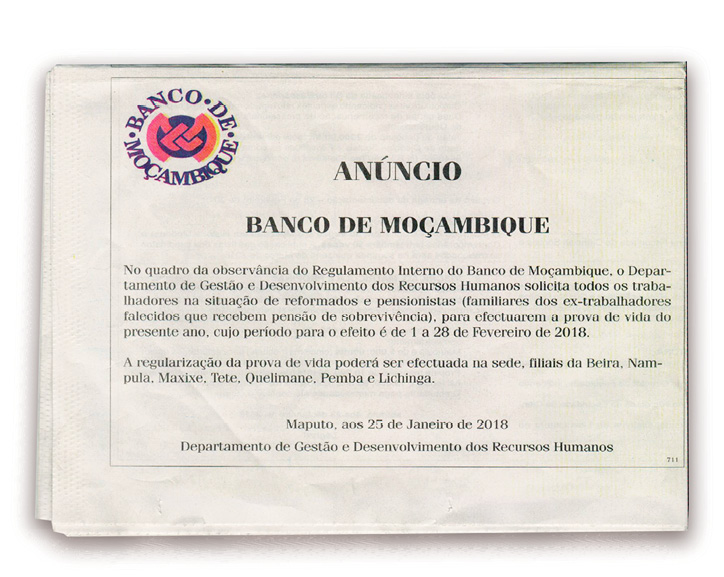 BANCO · DE ·
MOÇAMBIQUE ·
ANÚNCIO
BANCO DE MOÇAMBIQUE
No quadro da observância do Regulamento Interno do Banco de Moçambique, o Depar-
tamento de Gestão e Desenvolvimento dos Recursos Humanos solicita todos os traba-
lhadores na situação de reformados e pensionistas (familiares dos ex-trabalhadores
falecidos que recebem pensão de sobrevivência), para efectuarem a prova de vida do
presente ano, cujo período para o efeito é de 1 a 28 de Fevereiro de 2018.
A regularização da prova de vida poderá ser efectuada na sede, filiais da Beira, Nam-
pula, Maxixe, Tete, Quelimane, Pemba e Lichinga.
Maputo, aos 25 de Janeiro de 2018
Departamento de Gestão e Desenvolvimento dos Recursos Humanos
711